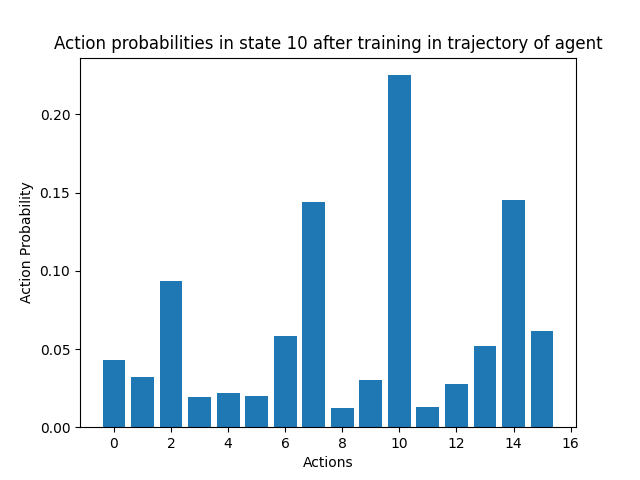 Action probabilities in state 10 after training in trajectory of agent
Action Probability
0.20
0.15
0.10
0.05
0.00
0 2 4 6 8 10 12 14 16
Actions